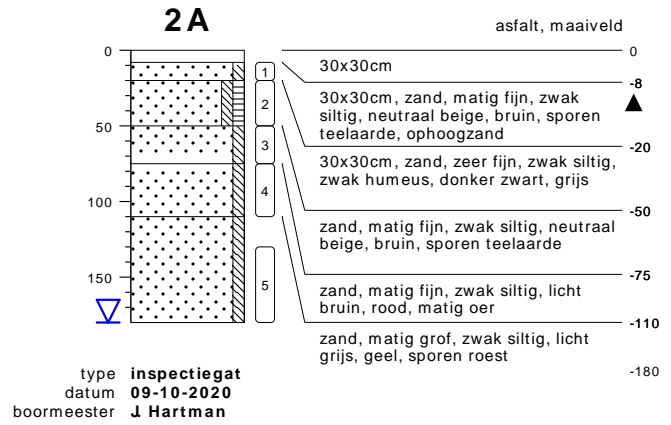 2A
asfalt, maaiveld
0
0
30x30cm
-8
1
30x30cm, zand, matig fijn, zwak
siltig, neutraal beige, bruin, sporen
teelaarde, ophoogzand
2
-20
50
3
30x30cm, zand, zeer fijn, zwak siltig,
zwak humeus, donker zwart, grijs
4
-50
100
zand, matig fijn, zwak siltig, neutraal
beige, bruin, sporen teelaarde
-75
150
5
zand, matig fijn, zwak siltig, licht
bruin, rood, matig oer
-110
zand, matig grof, zwak siltig, licht
grijs, geel, sporen roest
-180
type inspectiegat
datum 09-10-2020
boormeester J. Hartman